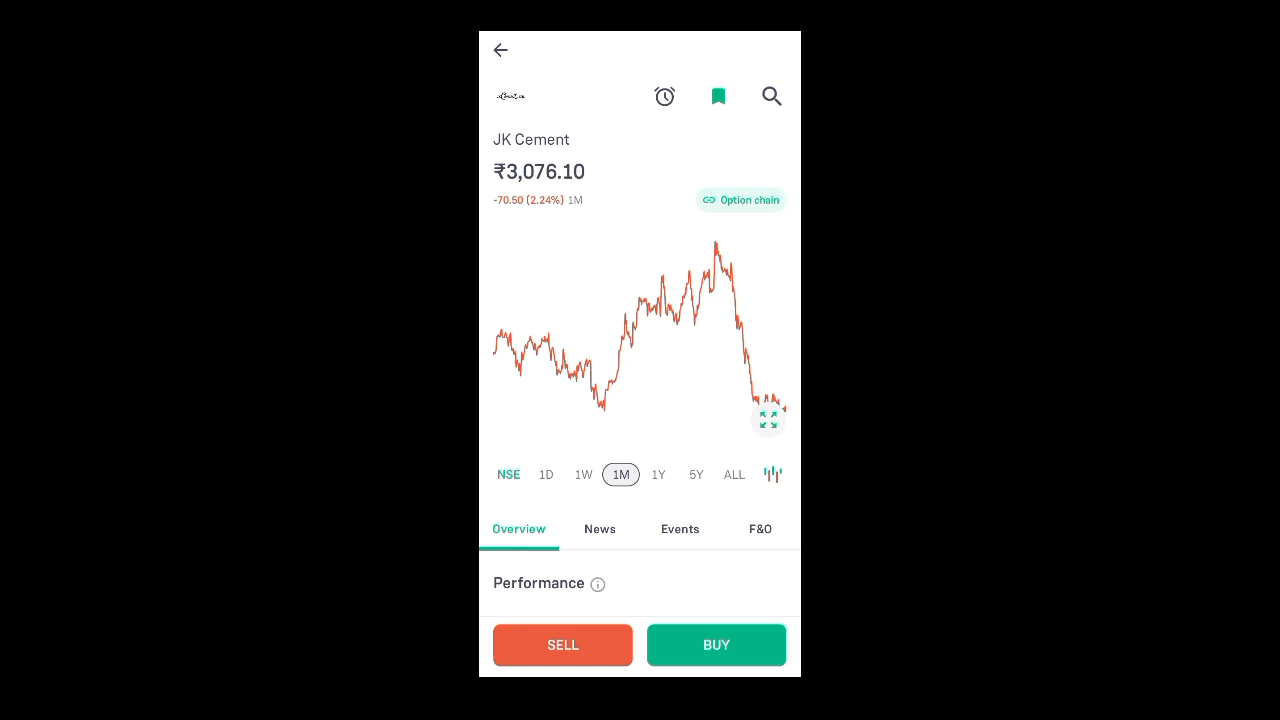 JK Cement
₹3,076.10
-70.50 (2.24%) 1M
Option chain
NSE 1D 1W 1M 1Y 5Y ALL
Overview News Events F&O
Performance
SELL BUY